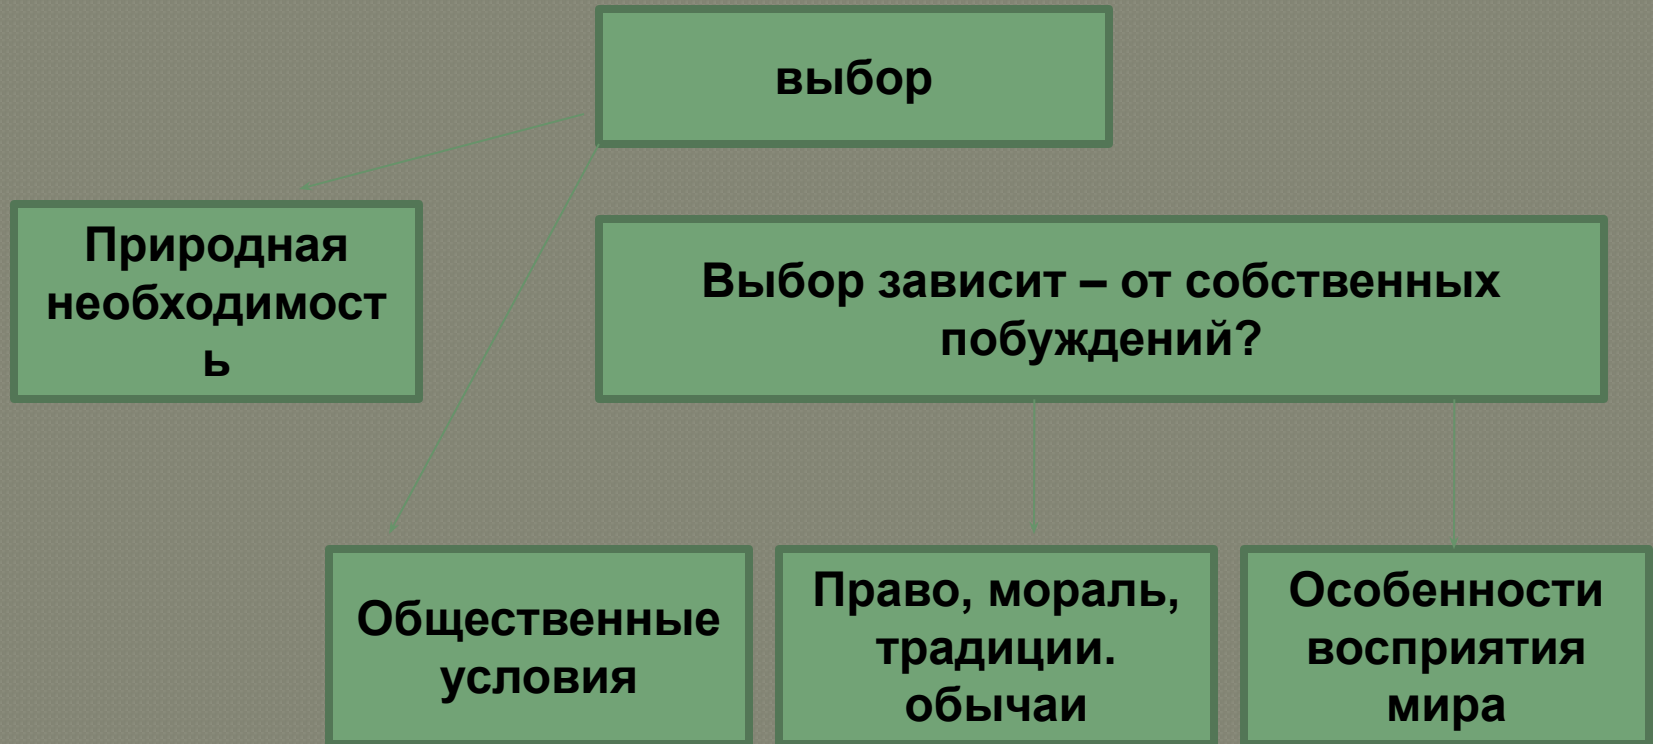 выбор
Природная
необходимост
ь
Выбор зависит – от собственных
побуждений?
Общественные
условия
Право, мораль,
традиции.
обычаи
Особенности
восприятия
мира